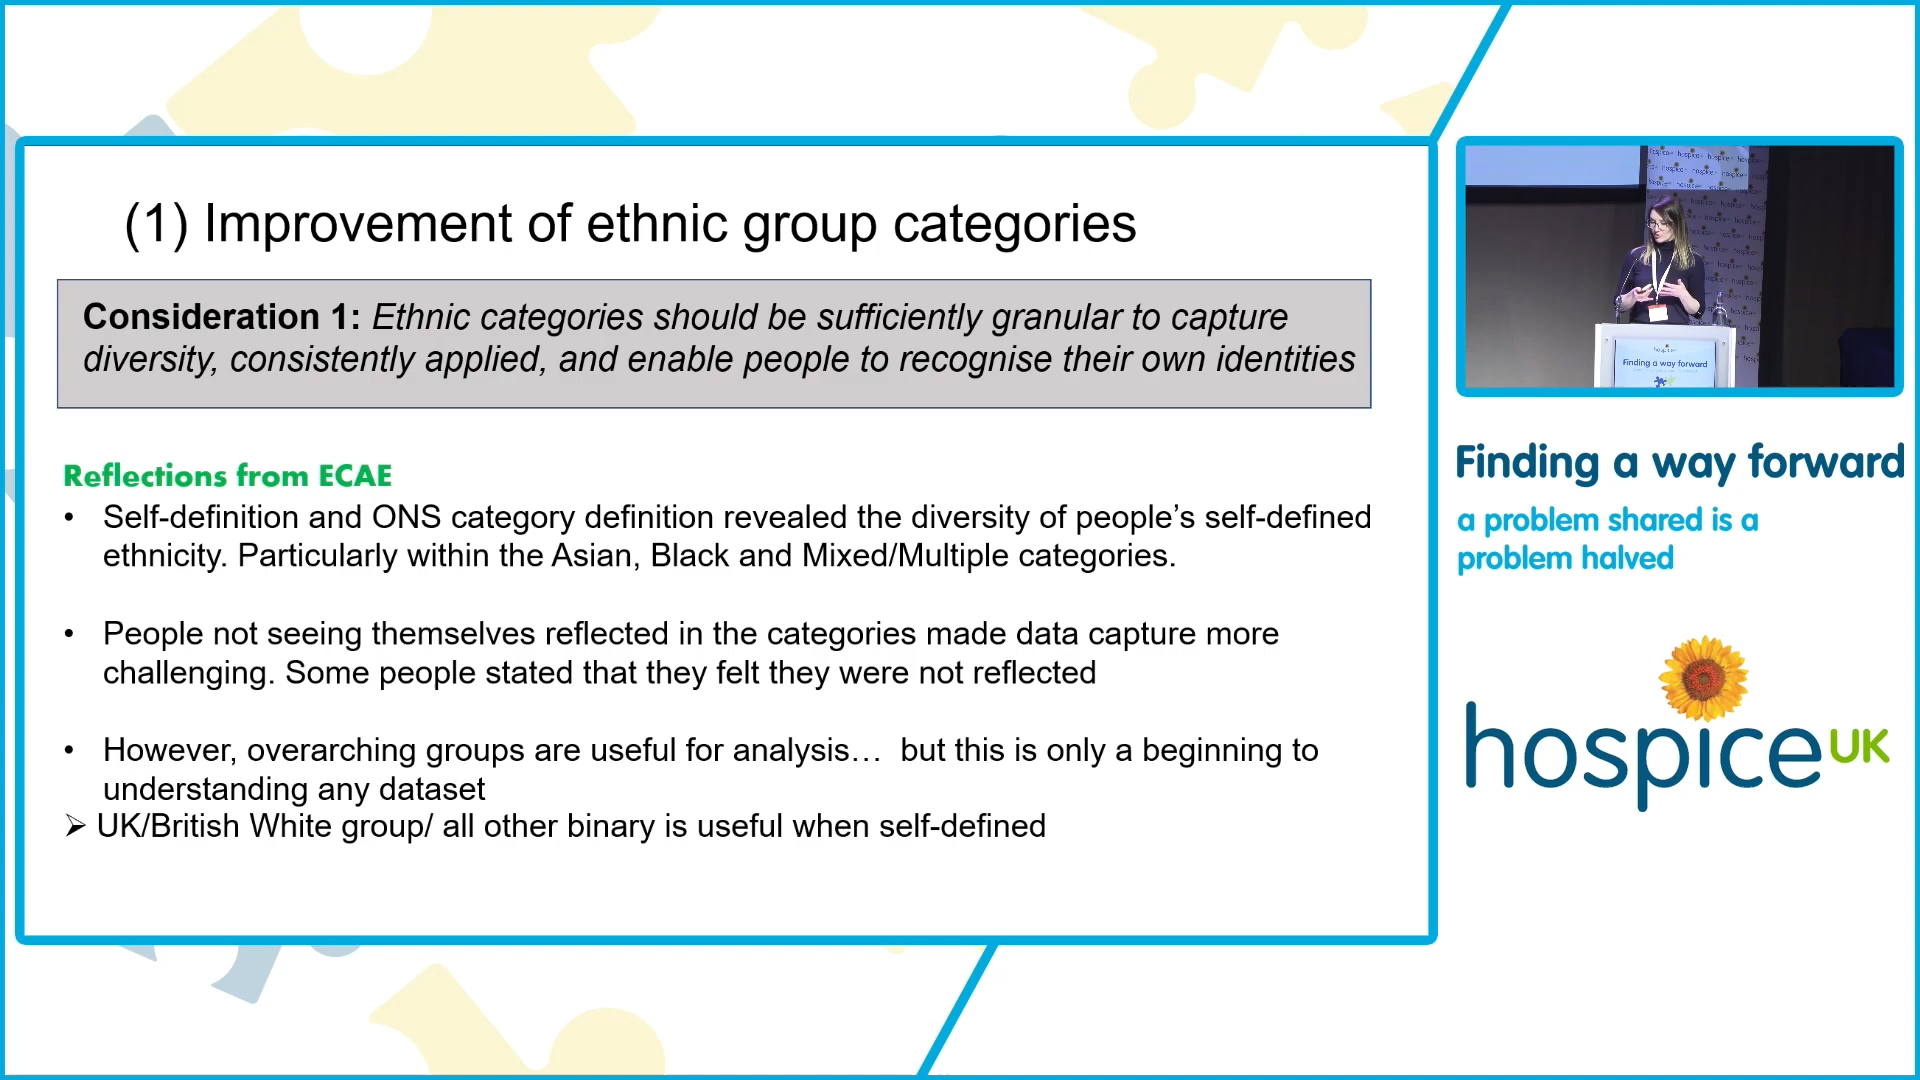 (1) Improvement of ethnic group categories
Consideration 1: Ethnic categories should be sufficiently granular to capture
diversity, consistently applied, and enable people to recognise their own identities
Reflections from ECAE
• Self-definition and ONS category definition revealed the diversity of people’s self-defined
ethnicity. Particularly within the Asian, Black and Mixed/Multiple categories.
• People not seeing themselves reflected in the categories made data capture more
challenging. Some people stated that they felt they were not reflected
• However, overarching groups are useful for analysis… but this is only a beginning to
understanding any dataset
➢ UK/British White group/ all other binary is useful when self-defined
Finding a way forward
Finding a way forward
a problem shared is a
problem halved
hospice UK